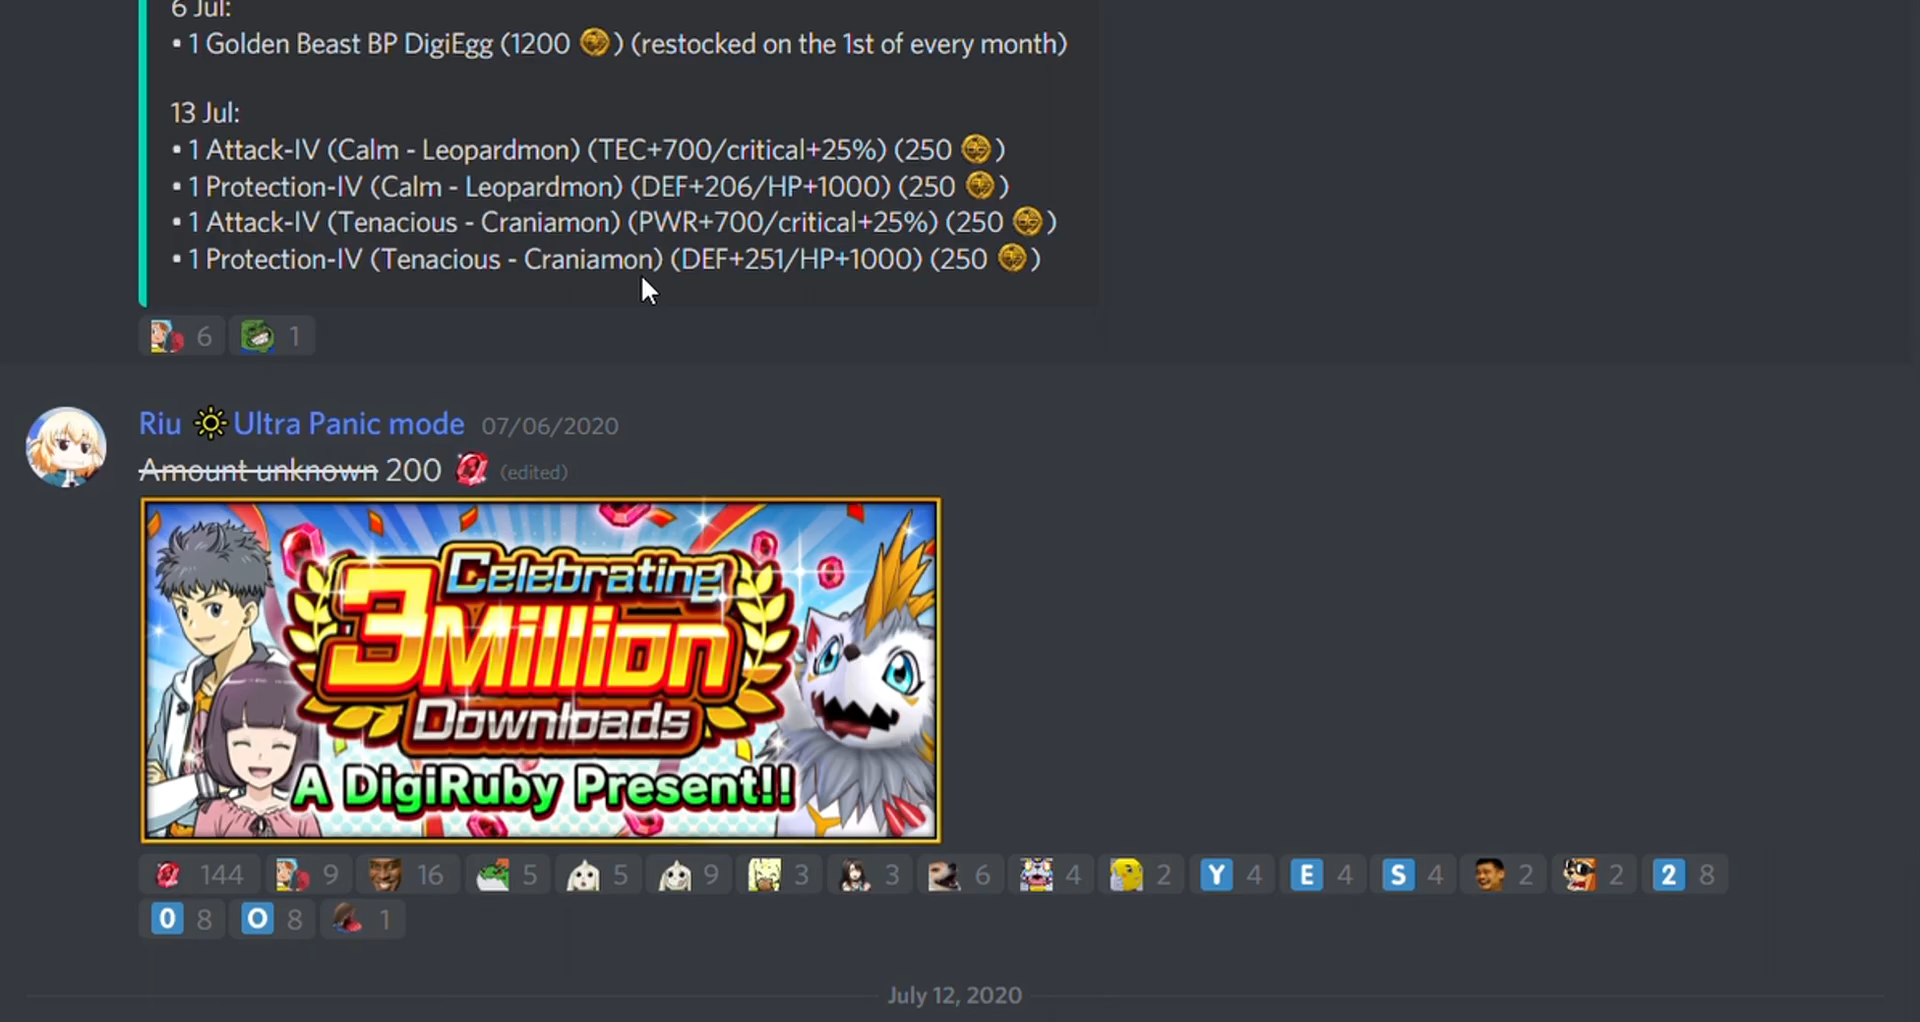 6 Jul:
• 1 Golden Beast BP DigiEgg (1200 ) (restocked on the 1st of every month)
13 Jul:
• 1 Attack-IV (Calm - Leopardmon) (TEC+700/critical+25%) (250 )
• 1 Protection-IV (Calm - Leopardmon) (DEF+206/HP+1000) (250 )
• 1 Attack-IV (Tenacious - Craniamon) (PWR+700/critical+25%) (250 )
• 1 Protection-IV (Tenacious - Craniamon) (DEF+251/HP+1000) (250 )
6 1
Riu Ultra Panic mode 07/06/2020
Amount unknown 200 (edited)
Celebrating
3 Million
Downloads
A DigiRuby Present!!
144 9 16 5 5 9 3 3 6 4 2 Y 4 E 4 S 4 2 2 2 8
0 8 O 8 1
July 12, 2020